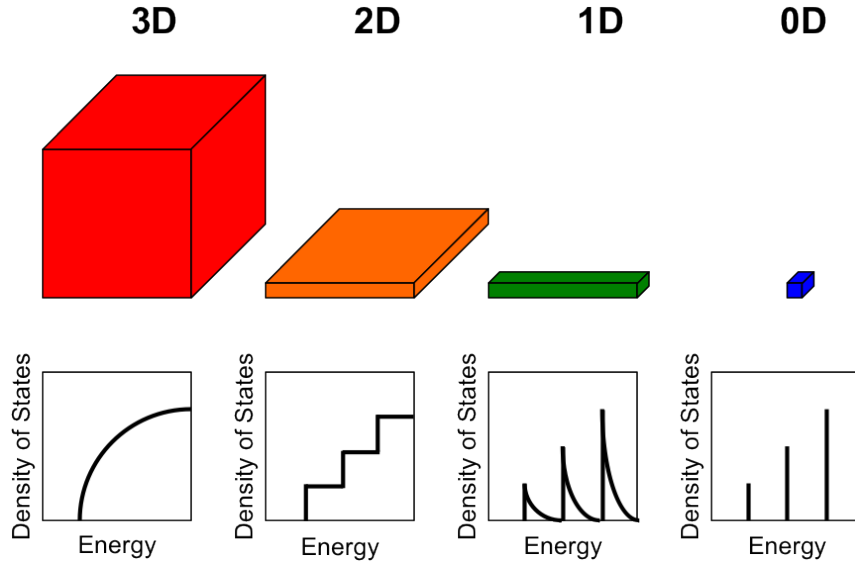 3D
2D
1D
0D
Density of States
Energy
Density of States
Energy
Density of States
Energy
Density of States
Energy